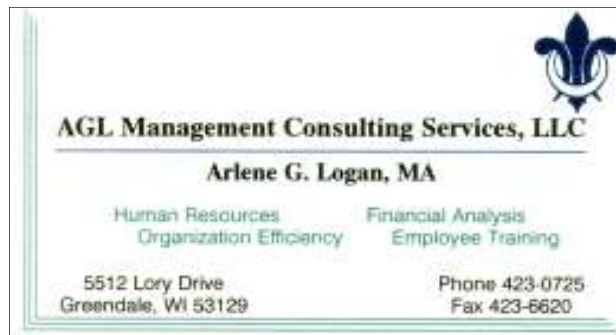 AGL Management Consulting Services, LLC
Arlene G. Logan, MA
Human Resources Financial Analysis
Organization Efficiency Employee Training
5512 Lory Drive Phone 423-0725
Greendale, WI 53129 Fax 423-6620